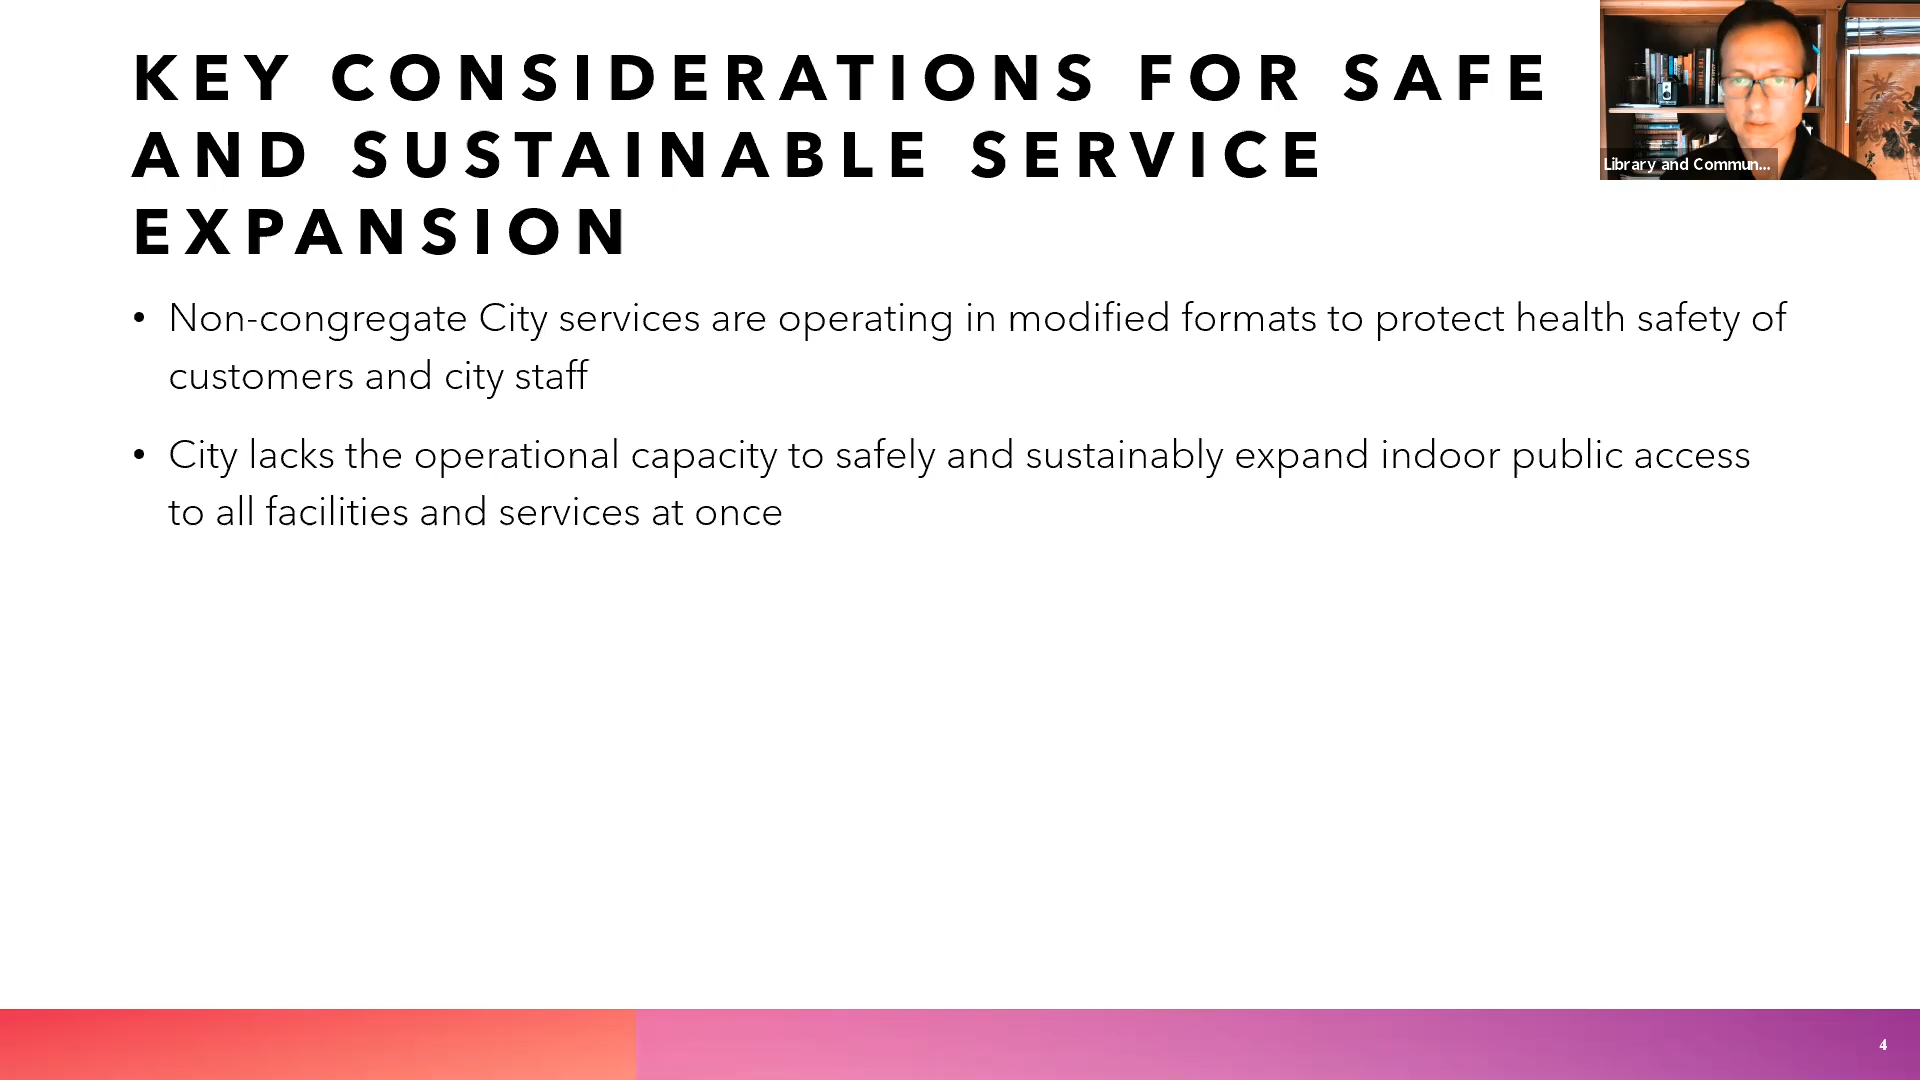 KEY CONSIDERATIONS FOR SAFE
AND SUSTAINABLE SERVICE
EXPANSION
Library and Commun...
• Non-congregate City services are operating in modified formats to protect health safety of
customers and city staff
• City lacks the operational capacity to safely and sustainably expand indoor public access
to all facilities and services at once
4